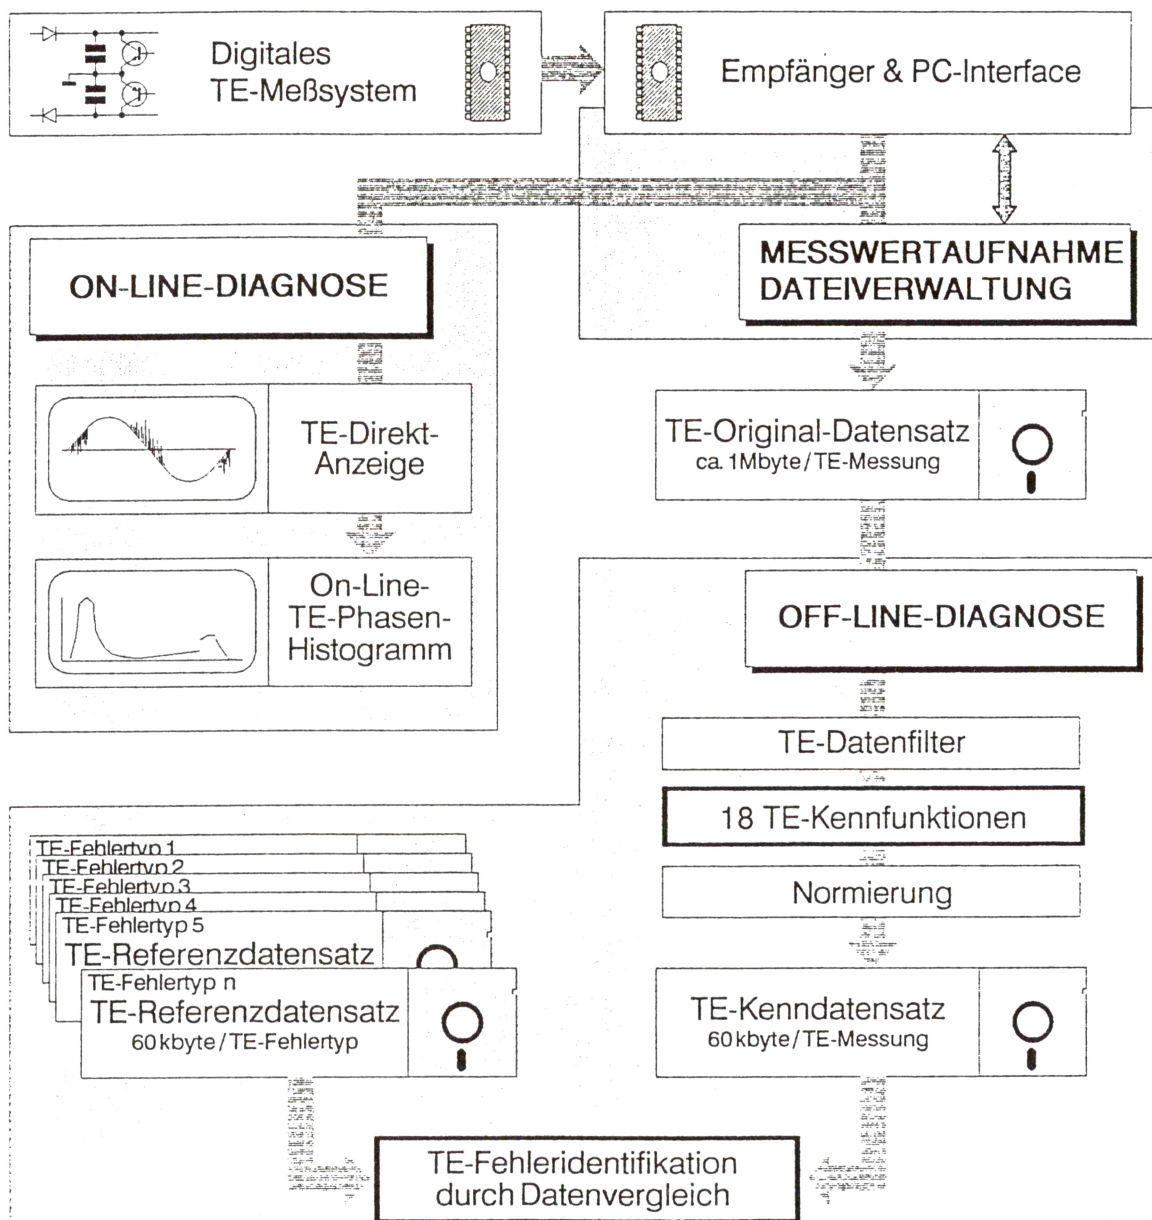 Digitales
TE-Meßsystem
Empfänger & PC-Interface
ON-LINE-DIAGNOSE
MESSWERTAUFNAHME
DATEIVERWALTUNG
TE-Direkt-
Anzeige
TE-Original-Datensatz
ca. 1Mbyte/TE-Messung
On-Line-
TE-Phasen-
Histogramm
OFF-LINE-DIAGNOSE
TE-Datenfilter
18 TE-Kennfunktionen
Normierung
TE-Fehlertyp 1
TE-Fehlertyp 2
TE-Fehlertyp 3
TE-Fehlertyp 4
TE-Fehlertyp 5
TE-Referenzdatensatz
TE-Fehlertyp n
TE-Referenzdatensatz
60 kbyte/TE-Fehlertyp
TE-Kenndatensatz
60 kbyte/TE-Messung
TE-Fehleridentifikation
durch Datenvergleich